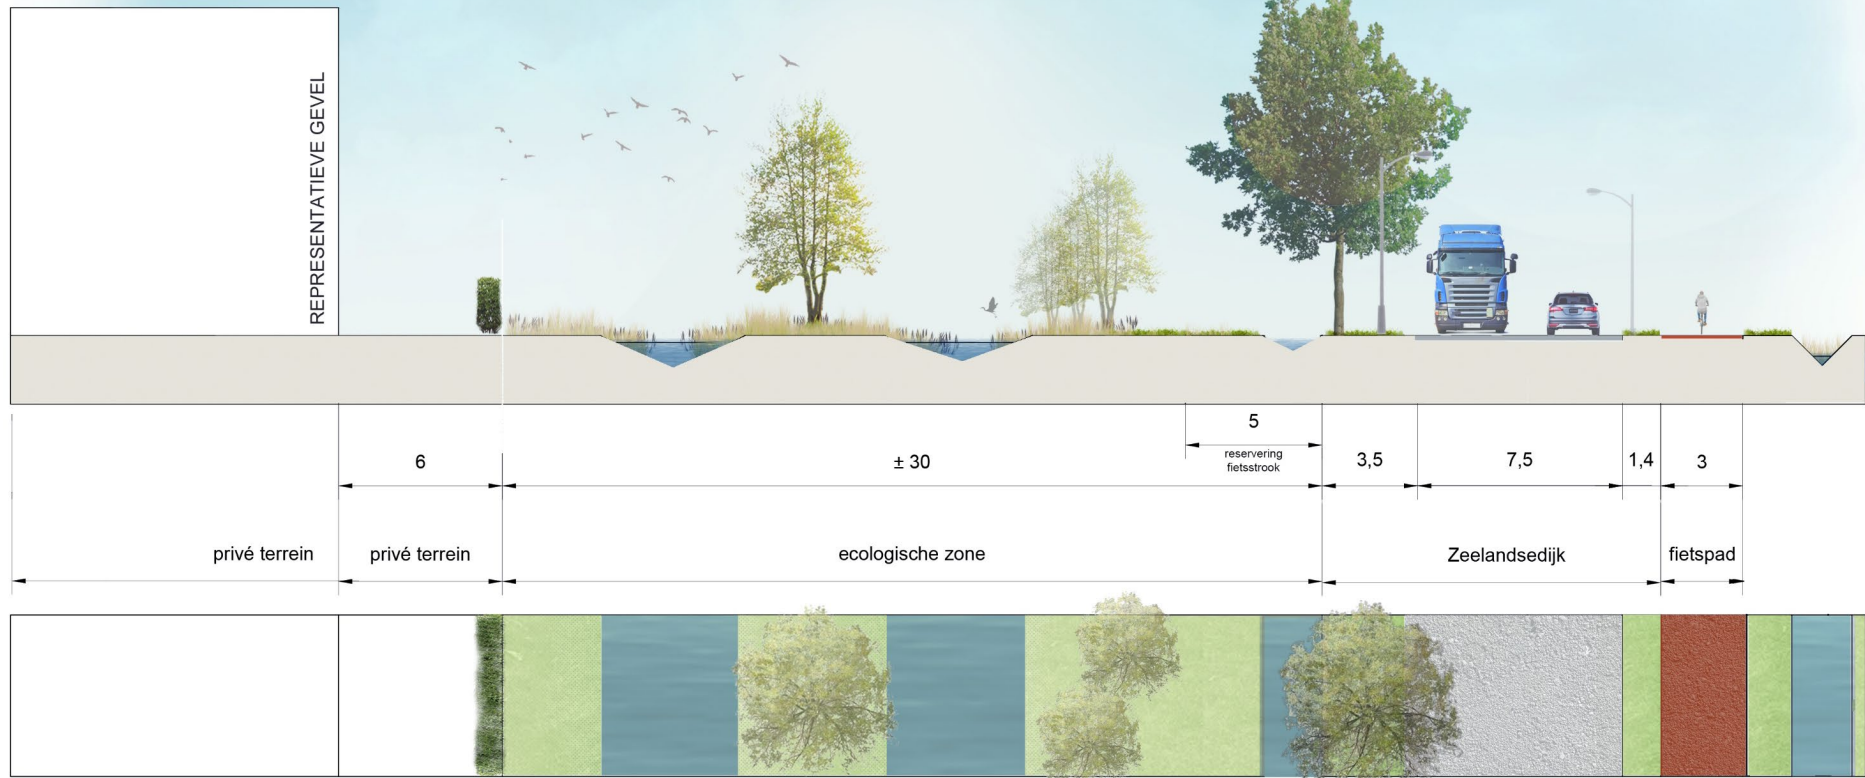 REPRESENTATIEVE GEVEL
5
reservering
fietsstrook
6
± 30
3,5
7,5
1,4
3
privé terrein
privé terrein
ecologische zone
Zeelandsedijk
fietspad